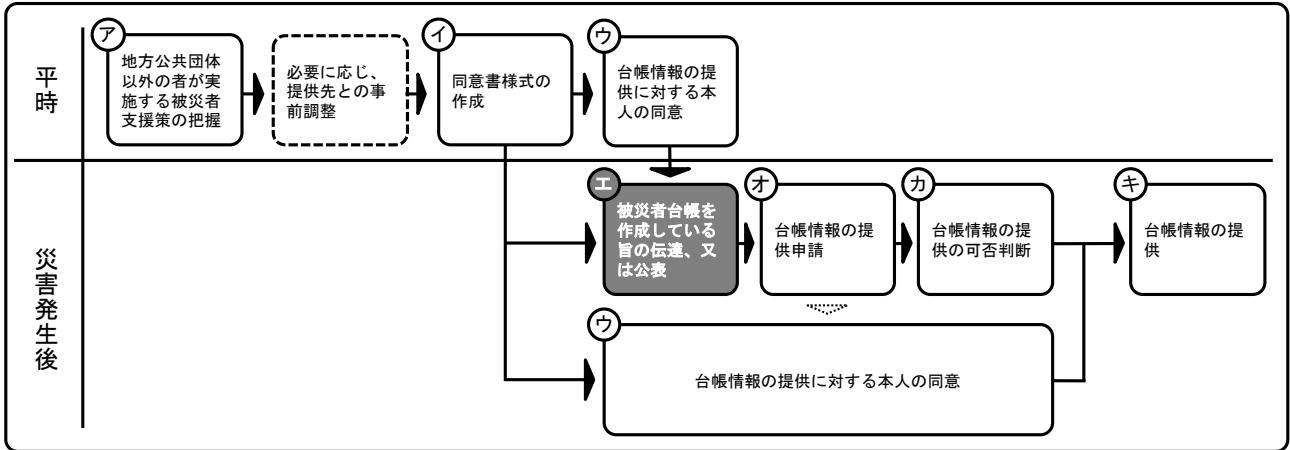 平時
ア
地方公共団体
以外の者が実
施する被災者
支援策の把握
必要に応じ、
提供先との事
前調整
イ
同意書様式の
作成
ウ
台帳情報の提
供に対する本
人の同意
災害発生後
エ
被災者台帳を
作成している
旨の伝達、又
は公表
オ
台帳情報の提
供申請
カ
台帳情報の提
供の可否判断
キ
台帳情報の提
供
ウ
台帳情報の提供に対する本人の同意